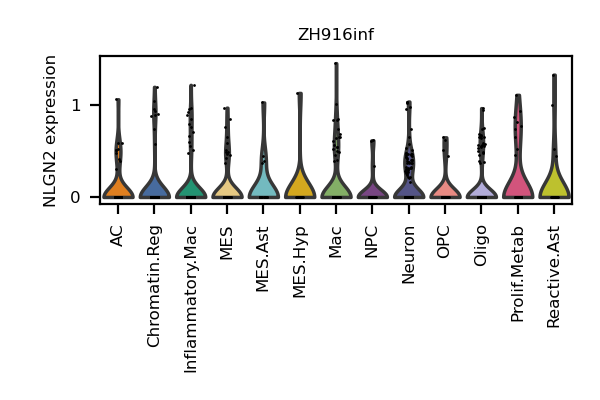 ZH916inf
NLGN2 expression
1
0
AC
Chromatin.Reg
Inflammatory.Mac
MES
MES.Ast
MES.Hyp
Mac
NPC
Neuron
OPC
Oligo
Prolif.Metab
Reactive.Ast